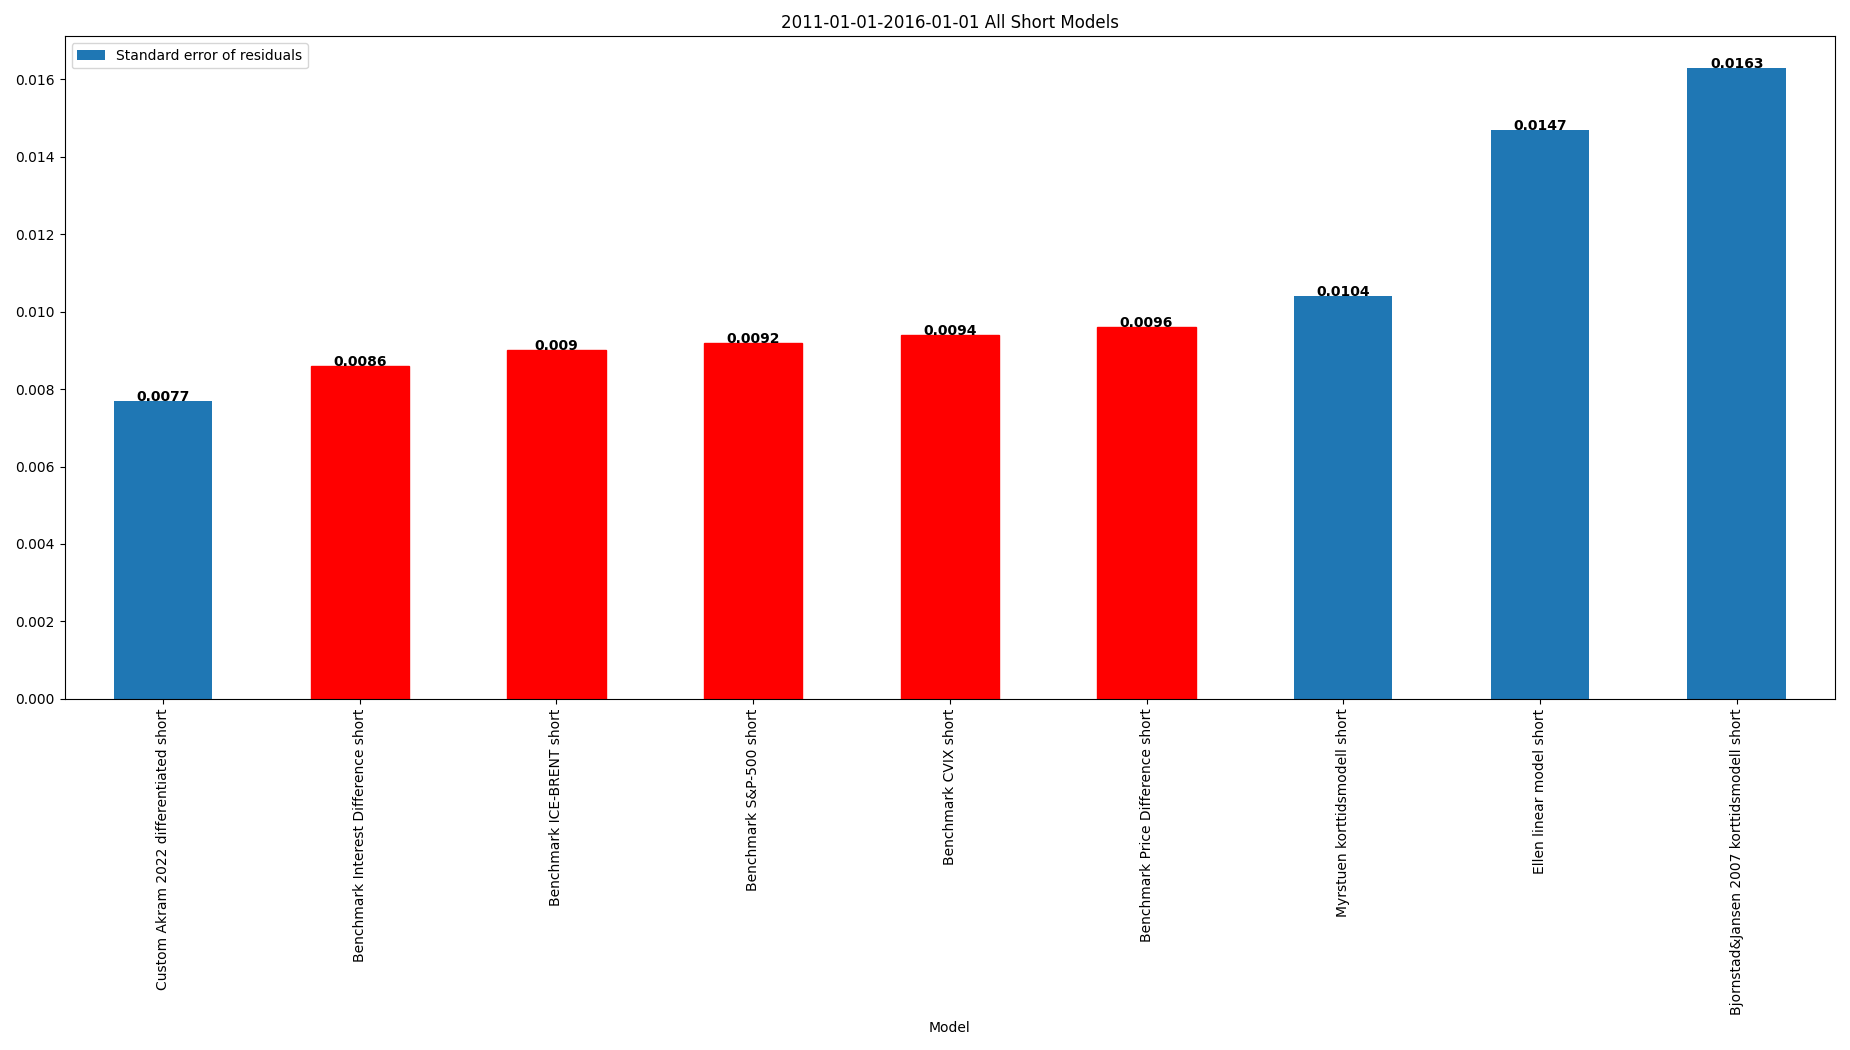 2011-01-01-2016-01-01 All Short Models
Standard error of residuals
0.016
0.014
0.012
0.010
0.008
0.006
0.004
0.002
0.000
0.0077
0.0086
0.009
0.0092
0.0094
0.0096
0.0104
0.0147
0.0163
Custom Akram 2022 differentiated short
Benchmark Interest Difference short
Benchmark ICE-BRENT short
Benchmark S&P-500 short
Benchmark CVIX short
Benchmark Price Difference short
Myrstuen korttidsmodell short
Ellen linear model short
Bjornstad&Jansen 2007 korttidsmodell short
Model